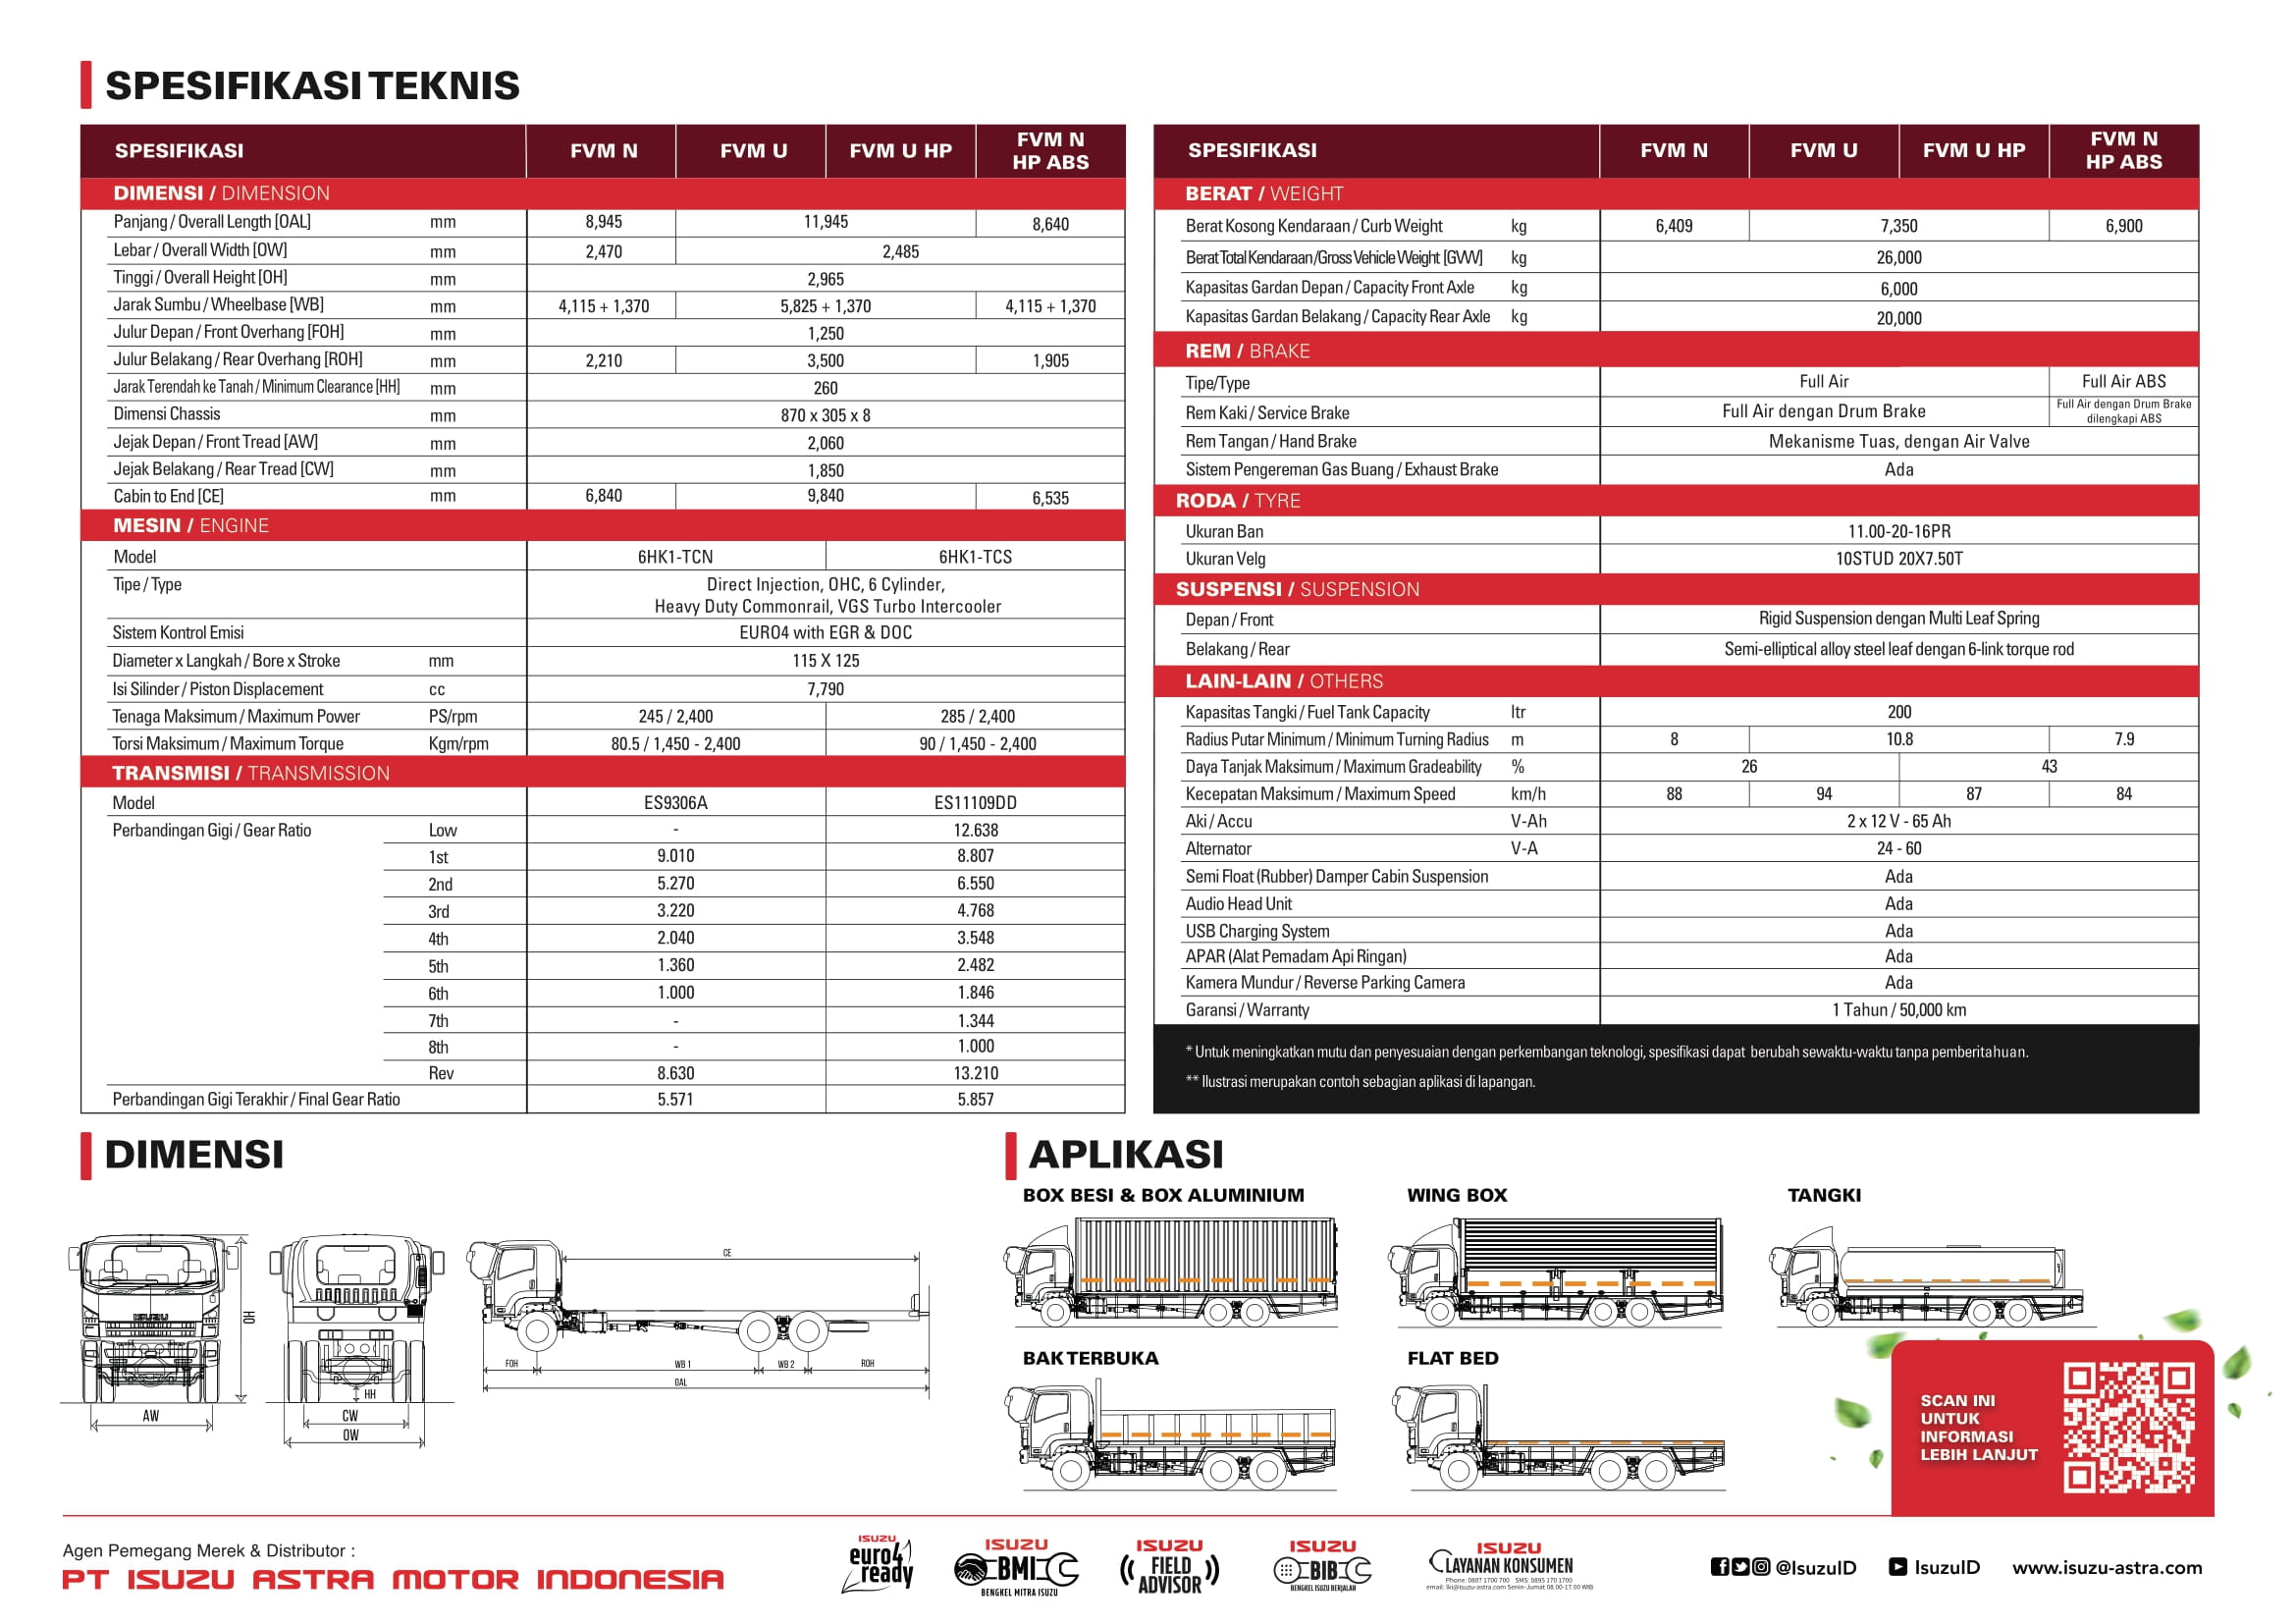 SPESIFIKASI TEKNIS
SPESIFIKASI FVM N FVM U FVM U HP FVM N HP ABS
DIMENSI / DIMENSION
Panjang / Overall Length [OAL] mm 8,945 11,945 8,640
Lebar / Overall Width [OW] mm 2,470 2,485
Tinggi / Overall Height [OH] mm 2,965
Jarak Sumbu / Wheelbase [WB] mm 4,115 + 1,370 5,825 + 1,370 4,115 + 1,370
Julur Depan / Front Overhang [FOH] mm 1,250
Julur Belakang / Rear Overhang [ROH] mm 2,210 3,500 1,905
Jarak Terendah ke Tanah / Minimum Clearance [HH] mm 260
Dimensi Chassis mm 870 x 305 x 8
Jejak Depan / Front Tread [AW] mm 2,060
Jejak Belakang / Rear Tread [CW] mm 1,850
Cabin to End [CE] mm 6,840 9,840 6,535
MESIN / ENGINE
Model 6HK1-TCN 6HK1-TCS
Tipe / Type Direct Injection, OHC, 6 Cylinder,
Heavy Duty Commonrail, VGS Turbo Intercooler
Sistem Kontrol Emisi EURO4 with EGR & DOC
Diameter x Langkah / Bore x Stroke mm 115 X 125
Isi Silinder / Piston Displacement cc 7,790
Tenaga Maksimum / Maximum Power PS/rpm 245 / 2,400 285 / 2,400
Torsi Maksimum / Maximum Torque Kgm/rpm 80.5 / 1,450 - 2,400 90 / 1,450 - 2,400
TRANSMISI / TRANSMISSION
Model ES9306A ES11109DD
Perbandingan Gigi / Gear Ratio Low - 12.638
1st 9.010 8.807
2nd 5.270 6.550
3rd 3.220 4.768
4th 2.040 3.548
5th 1.360 2.482
6th 1.000 1.846
7th - 1.344
8th - 1.000
Rev 8.630 13.210
Perbandingan Gigi Terakhir / Final Gear Ratio 5.571 5.857
SPESIFIKASI FVM N FVM U FVM U HP FVM N HP ABS
BERAT / WEIGHT
Berat Kosong Kendaraan / Curb Weight kg 6,409 7,350 6,900
Berat Total Kendaraan /Gross Vehicle Weight [GVW] kg 26,000
Kapasitas Gardan Depan / Capacity Front Axle kg 6,000
Kapasitas Gardan Belakang / Capacity Rear Axle kg 20,000
REM / BRAKE
Tipe/Type Full Air Full Air ABS
Rem Kaki / Service Brake Full Air dengan Drum Brake Full Air dengan Drum Brake dilengkapi ABS
Rem Tangan / Hand Brake Mekanisme Tuas, dengan Air Valve
Sistem Pengereman Gas Buang / Exhaust Brake Ada
RODA / TYRE
Ukuran Ban 11.00-20-16PR
Ukuran Velg 10STUD 20X7.50T
SUSPENSI / SUSPENSION
Depan / Front Rigid Suspension dengan Multi Leaf Spring
Belakang / Rear Semi-elliptical alloy steel leaf dengan 6-link torque rod
LAIN-LAIN / OTHERS
Kapasitas Tangki / Fuel Tank Capacity ltr 200
Radius Putar Minimum / Minimum Turning Radius m 8 10.8 7.9
Daya Tanjak Maksimum / Maximum Gradeability % 26 43
Kecepatan Maksimum / Maximum Speed km/h 88 94 87 84
Aki / Accu V-Ah 2 x 12 V - 65 Ah
Alternator V-A 24 - 60
Semi Float (Rubber) Damper Cabin Suspension Ada
Audio Head Unit Ada
USB Charging System Ada
APAR (Alat Pemadam Api Ringan) Ada
Kamera Mundur / Reverse Parking Camera Ada
Garansi / Warranty 1 Tahun / 50,000 km
* Untuk meningkatkan mutu dan penyesuaian dengan perkembangan teknologi, spesifikasi dapat berubah sewaktu-waktu tanpa pemberitahuan.
** Ilustrasi merupakan contoh sebagian aplikasi di lapangan.
DIMENSI
ISUZU
OH
AW
HH
CW
OW
CE
FOH WB 1 WB 2 ROH
OAL
APLIKASI
BOX BESI & BOX ALUMINIUM WING BOX TANGKI
BAK TERBUKA FLAT BED
SCAN INI
UNTUK
INFORMASI
LEBIH LANJUT
Agen Pemegang Merek & Distributor :
PT ISUZU ASTRA MOTOR INDONESIA
ISUZU
euro4
ready
ISUZU
BMI
BENGKEL MITRA ISUZU
ISUZU
FIELD
ADVISOR
ISUZU
BIB
BENGKEL ISUZU BERJALAN
ISUZU
LAYANAN KONSUMEN
Phone: 0807 1700 700 SMS: 0895 170 1700
email: lki@isuzu-astra.com Senin-Jumat 08.00-17.00 WIB
@IsuzuID IsuzuID www.isuzu-astra.com